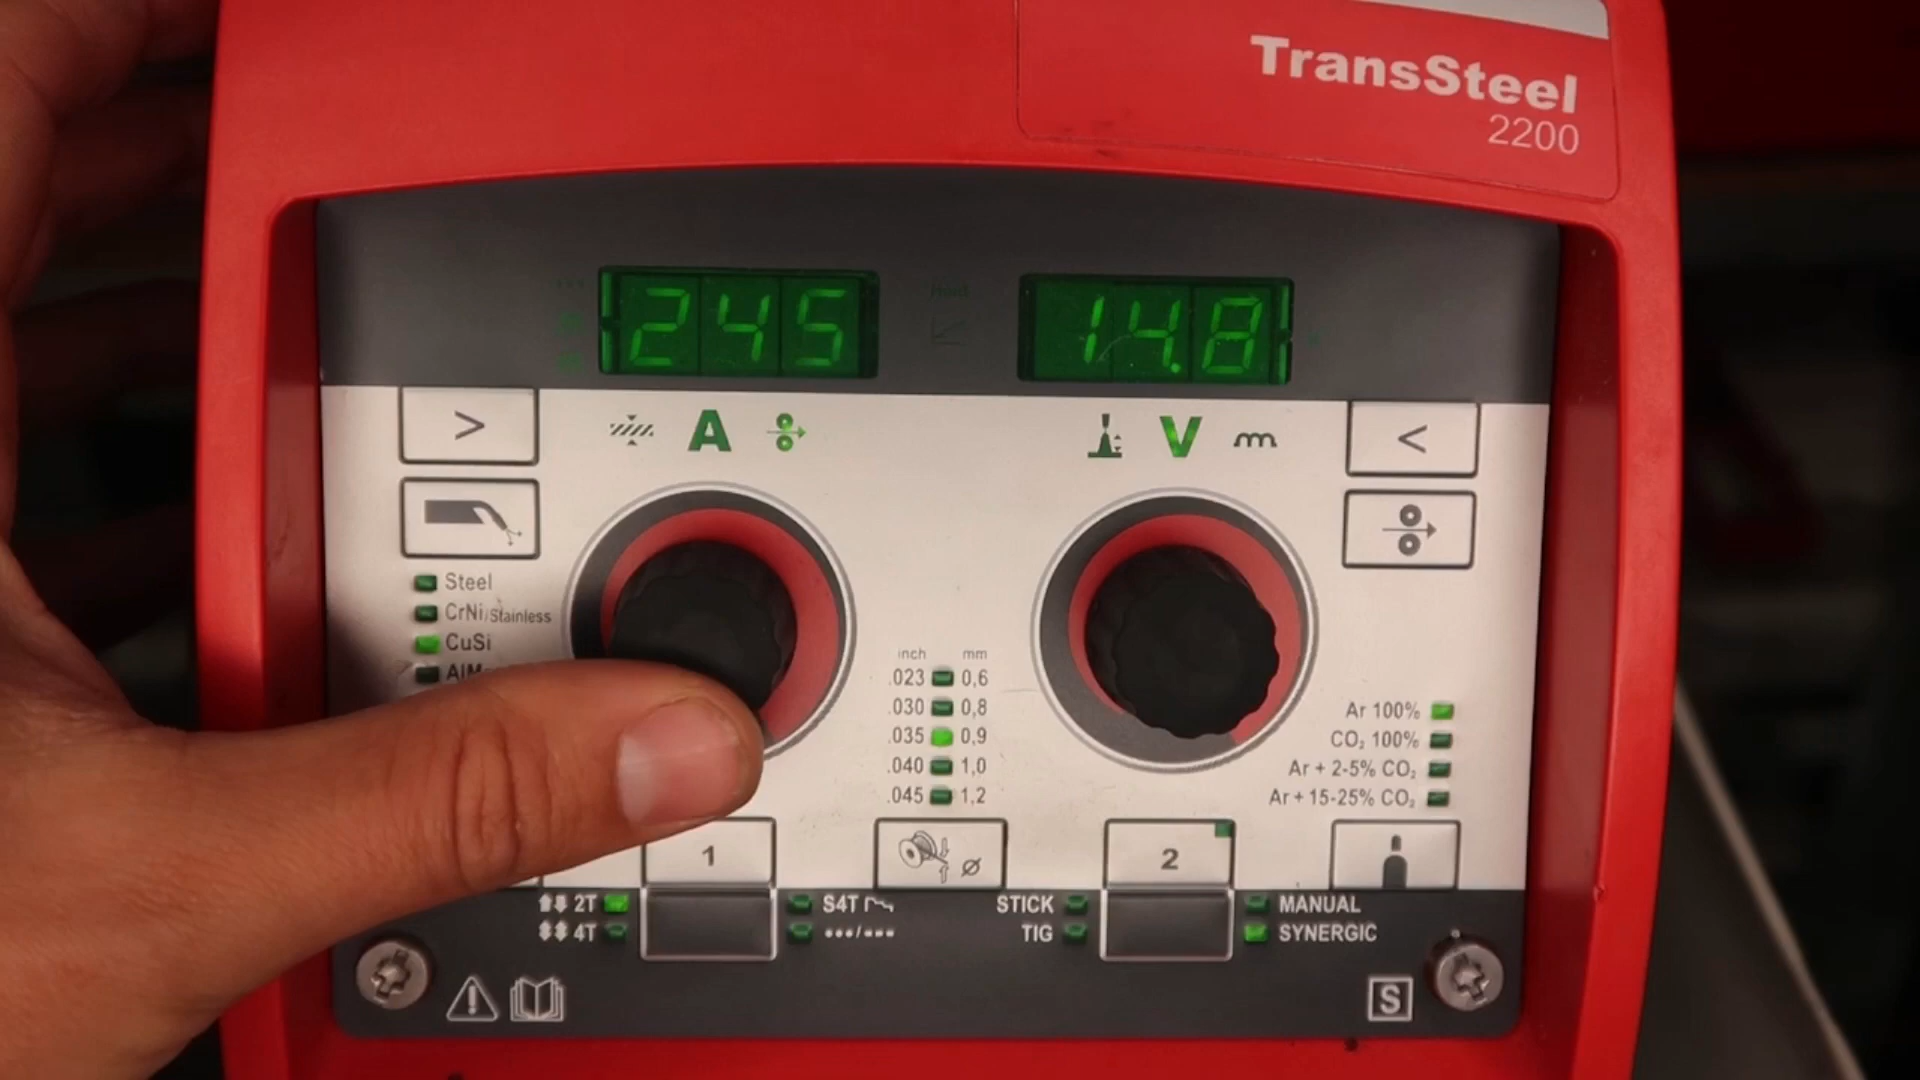 TransSteel
2200
245
14.8
>
A
V
<
Steel
CrNi/Stainless
CuSi
inch mm
.023 0,6
.030 0,8
.035 0,9
.040 1,0
.045 1,2
Ar 100%
CO₂ 100%
Ar + 2-5% CO₂
Ar + 15-25% CO₂
1
Ø
2
2T
4T
S4T
STICK
TIG
MANUAL
SYNERGIC
S